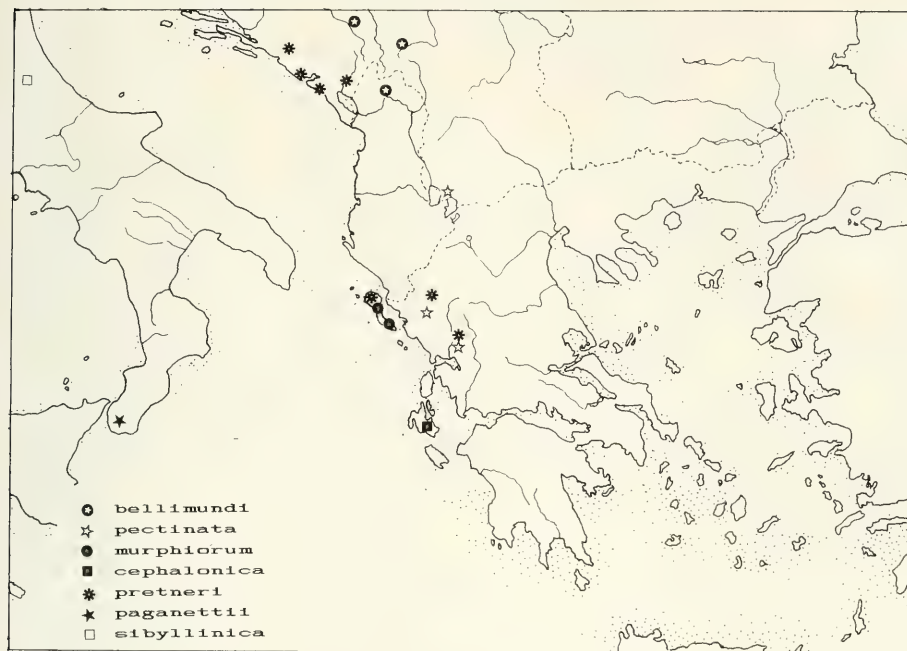 bellimundi
pectinata
murphiorum
cephalonica
pretneri
paganettii
sibyllinica